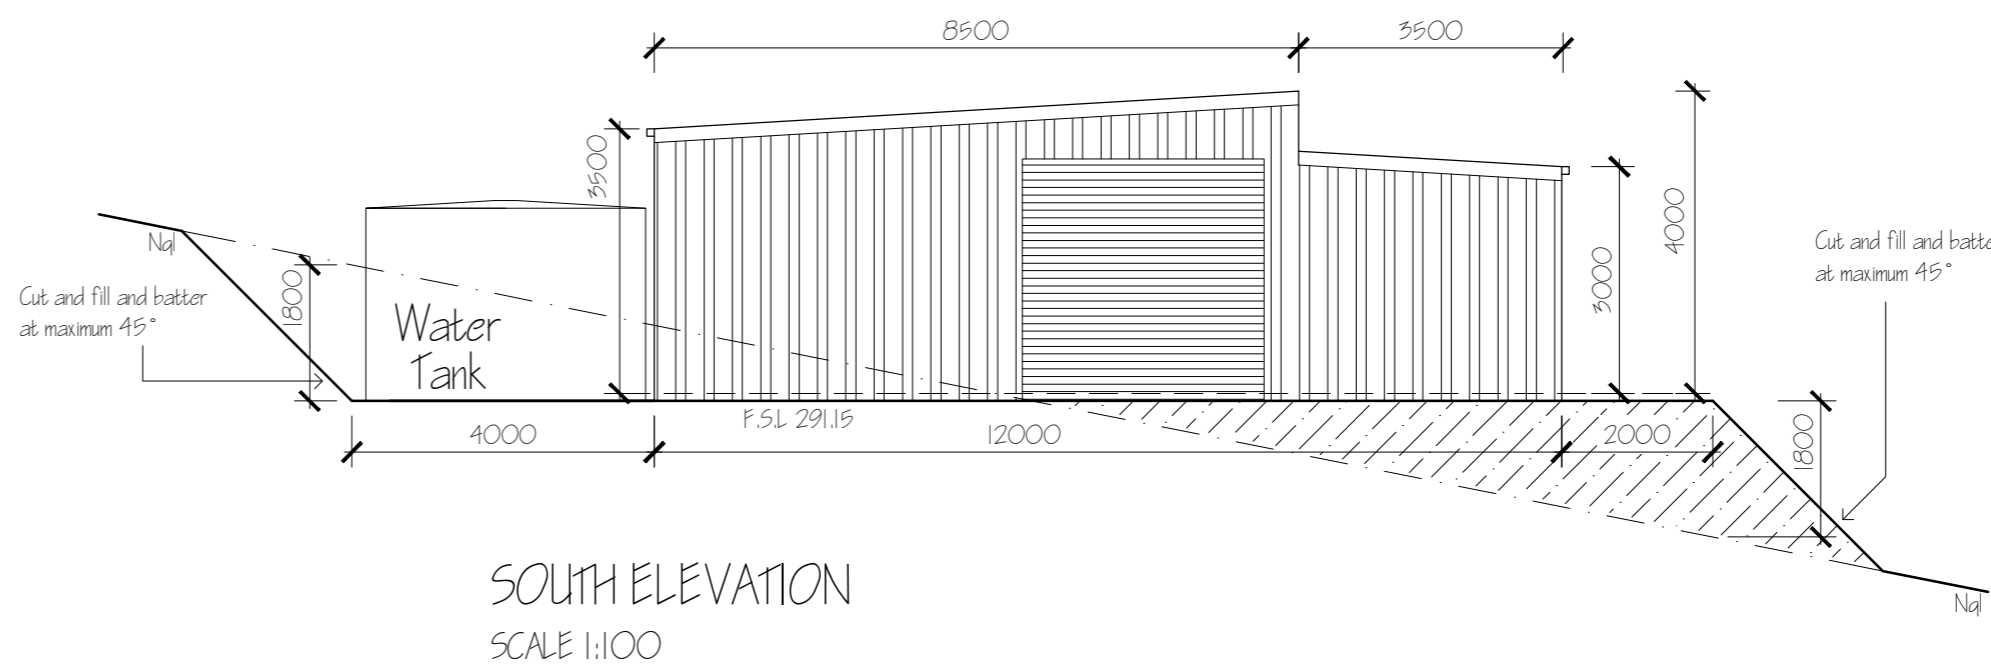 8500
3500
3500
4000
Ngl
3000
Cut and fill and batte
at maximum 45°
1800
Cut and fill and batter
at maximum 45°
Water
Tank
F.S.L 291.15
4000
12000
2000
1800
SOUTH ELEVATION
SCALE 1:100
Ngl